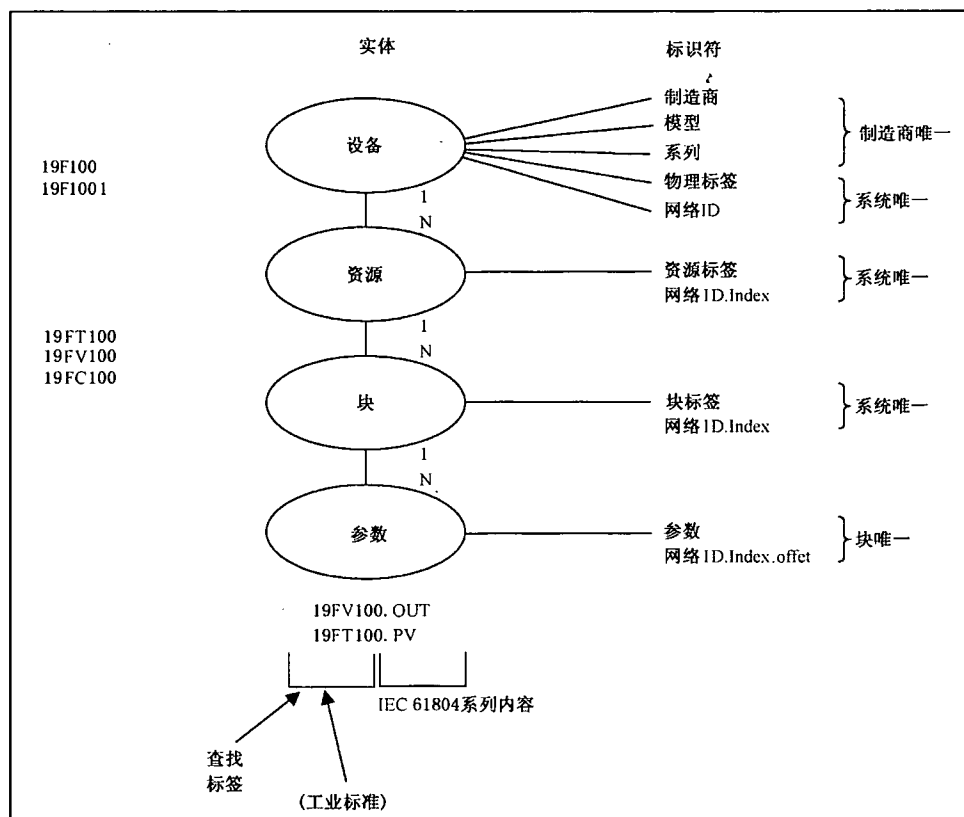 实体
标识符
制造商
模型
系列
制造商唯一
设备
物理标签
网络ID
系统唯一
19F100
19F1001
1
N
资源
资源标签
网络ID.Index
系统唯一
1
N
19FT100
19FV100
19FC100
块
块标签
网络ID.Index
系统唯一
1
N
参数
参数
网络ID.Index.offet
块唯一
19FV100. OUT
19FT100. PV
IEC 61804系列内容
查找
标签
(工业标准)